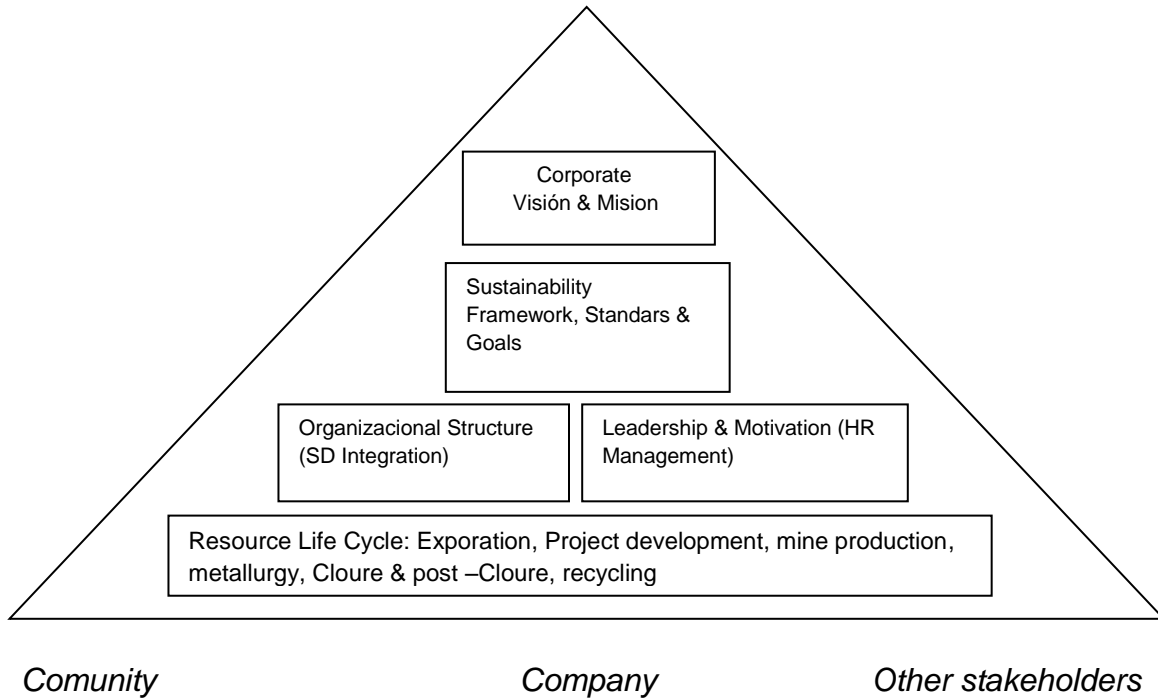 Corporate
Visión & Mision
Sustainability
Framework, Standars &
Goals
Organizacional Structure
(SD Integration)
Leadership & Motivation (HR
Management)
Resource Life Cycle: Exporation, Project development, mine production,
metallurgy, Cloure & post –Cloure, recycling
Comunity Company Other stakeholders